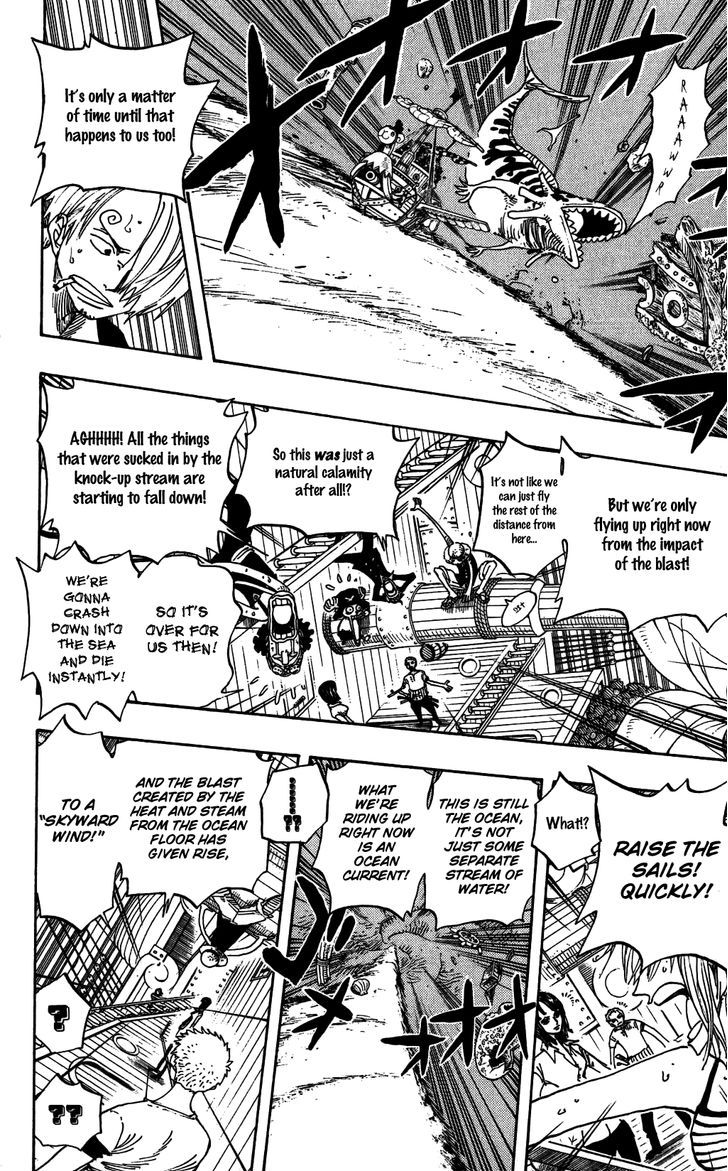 RAAAWR
It's only a matter
of time until that
happens to us too!
But we're only
flying up right now
from the impact
of the blast!
It's not like we
can just fly
the rest of the
distance from
here...
So this was just a
natural calamity
after all!?
AGHHHH! All the things
that were sucked in by the
knock-up stream are
starting to fall down!
SO IT'S
OVER FOR
US THEN!
WE'RE
GONNA
CRASH
DOWN INTO
THE SEA
AND DIE
INSTANTLY!
RAISE THE
SAILS!
QUICKLY!
What!?
THIS IS STILL
THE OCEAN,
IT'S NOT
JUST SOME
SEPARATE
STREAM OF
WATER!
WHAT
WE'RE
RIDING UP
RIGHT NOW
IS AN
OCEAN
CURRENT!
!!!!!!
??
AND THE BLAST
CREATED BY THE
HEAT AND STEAM
FROM THE OCEAN
FLOOR HAS
GIVEN RISE,
TO A
"SKYWARD
WIND!"
?
??